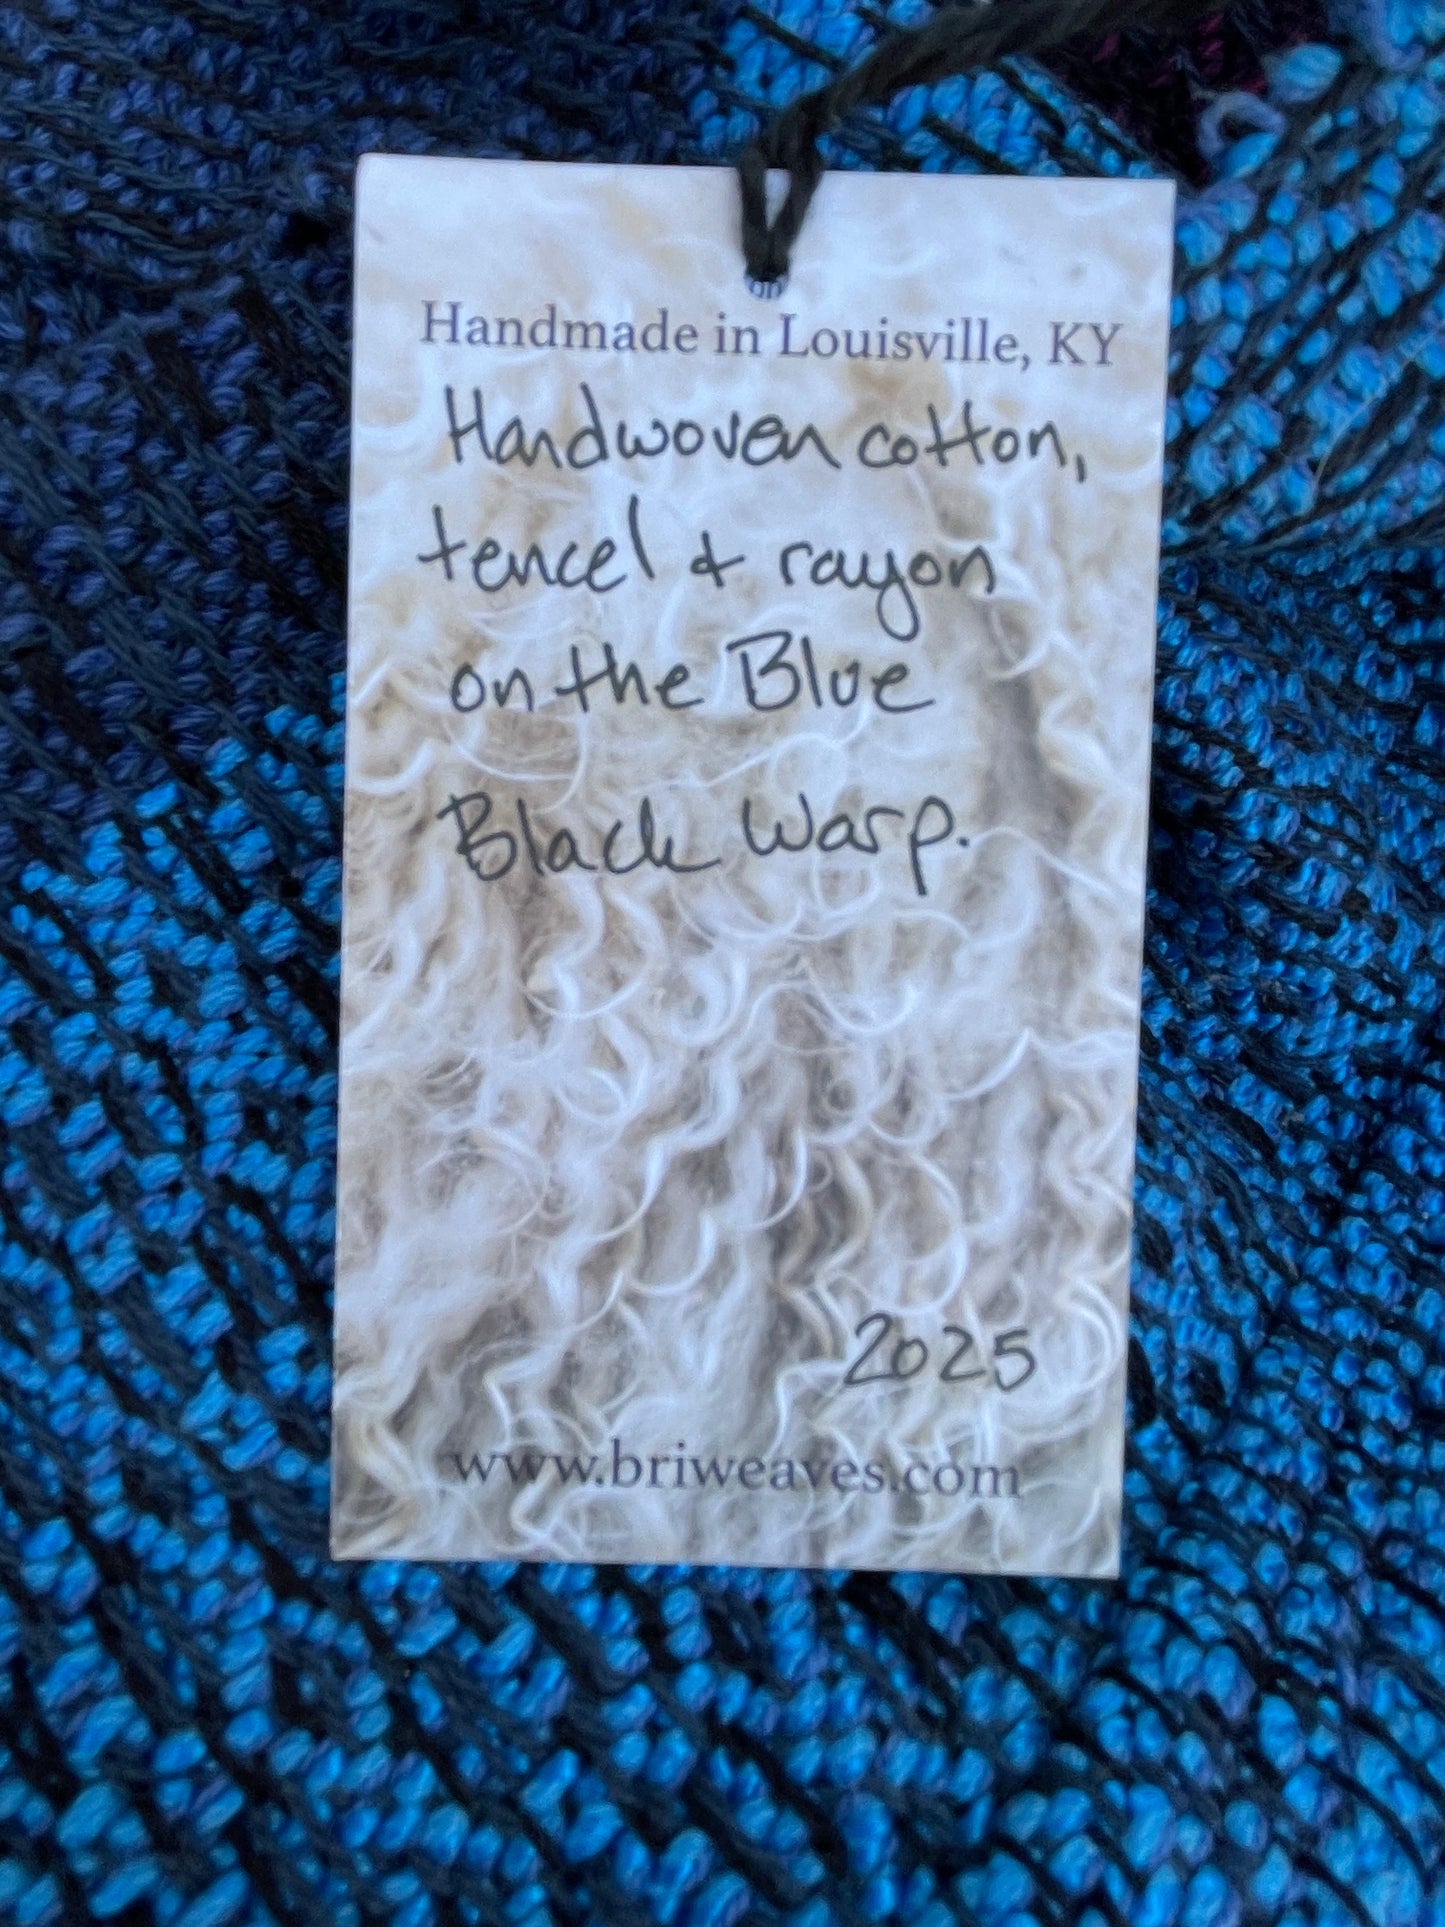 Handmade in Louisville, KY
Handwoven cotton,
tencel & rayon
on the Blue
Black Warp.
2025
www.briweaves.com